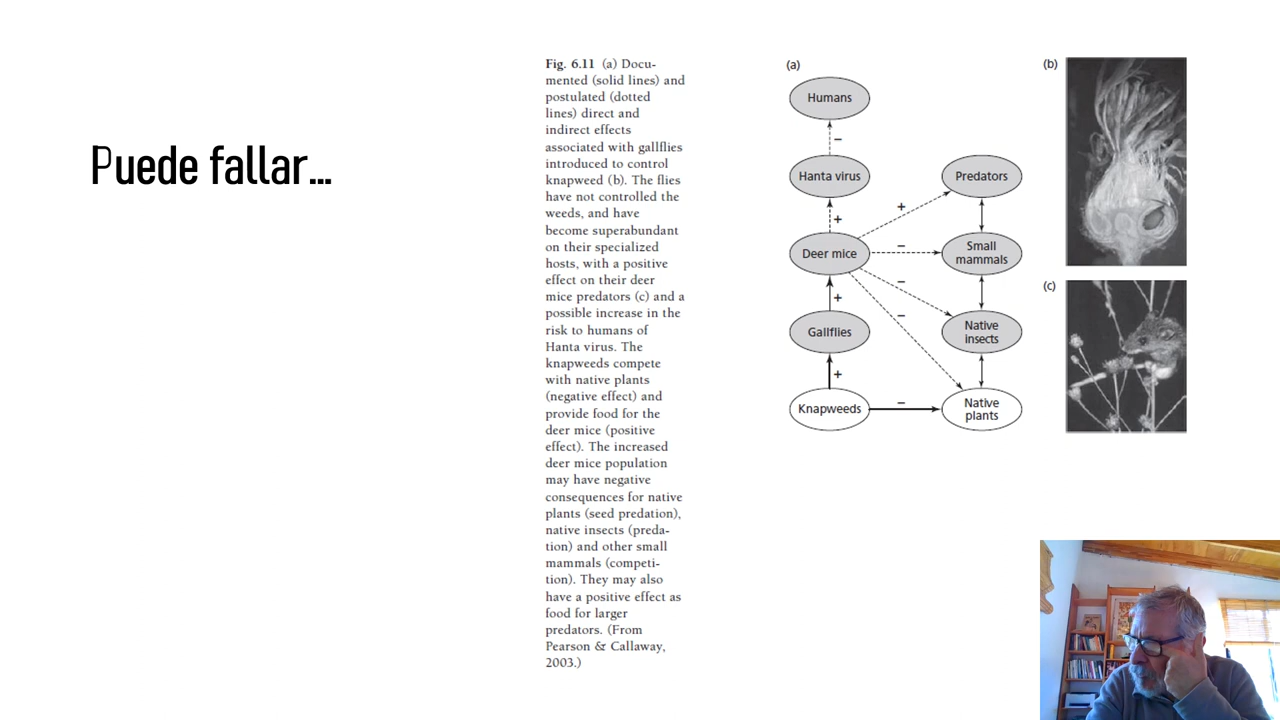 Puede fallar...
Fig. 6.11 (a) Docu-
mented (solid lines) and
postulated (dotted
lines) direct and
indirect effects
associated with gallflies
introduced to control
knapweed (b). The flies
have not controlled the
weeds, and have
become superabundant
on their specialized
hosts, with a positive
effect on their deer
mice predators (c) and a
possible increase in the
risk to humans of
Hanta virus. The
knapweeds compete
with native plants
(negative effect) and
provide food for the
deer mice (positive
effect). The increased
deer mice population
may have negative
consequences for native
plants (seed predation),
native insects (preda-
tion) and other small
mammals (competi-
tion). They may also
have a positive effect as
food for larger
predators. (From
Pearson & Callaway,
2003.)
(a)
Humans
−
Hanta virus
Predators
+
+
Deer mice
−
Small
mammals
+
−
−
Gallflies
Native
insects
+
Knapweeds
−
Native
plants
(b)
(c)